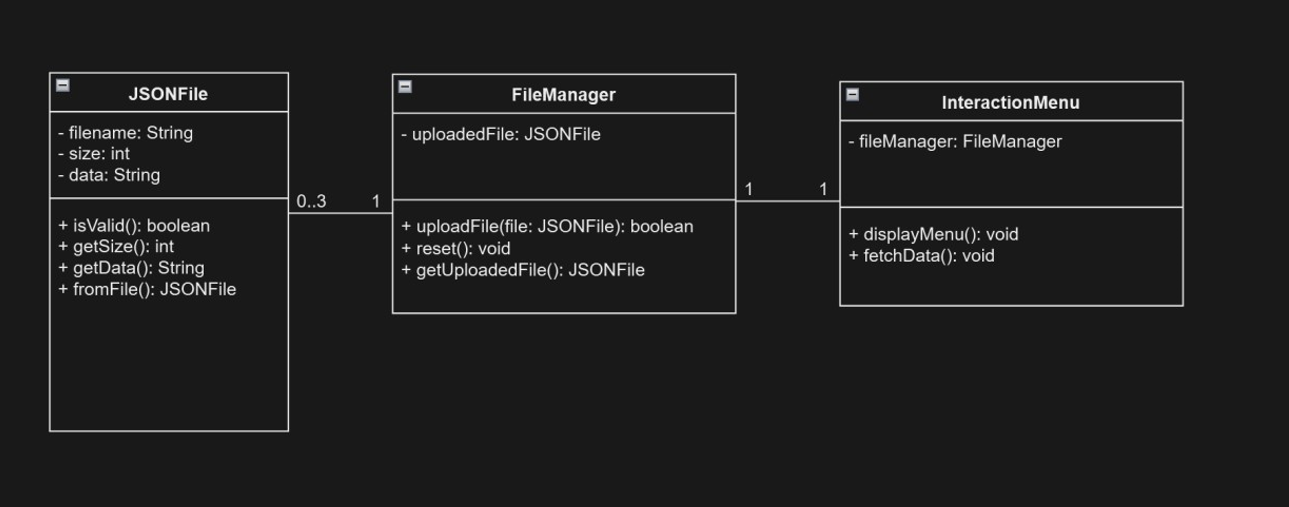 JSONFile
- filename: String
- size: int
- data: String
+ isValid(): boolean
+ getSize(): int
+ getData(): String
+ fromFile(): JSONFile
0..3
1
FileManager
- uploadedFile: JSONFile
+ uploadFile(file: JSONFile): boolean
+ reset(): void
+ getUploadedFile(): JSONFile
1
1
InteractionMenu
- fileManager: FileManager
+ displayMenu(): void
+ fetchData(): void